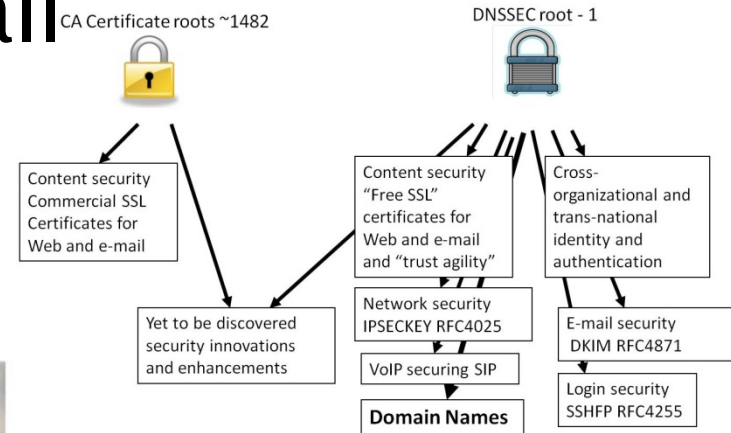 CA Certificate roots ~1482
DNSSEC root - 1
Content security
Commercial SSL
Certificates for
Web and e-mail
Content security
“Free SSL”
certificates for
Web and e-mail
and “trust agility”
Cross-
organizational and
trans-national
identity and
authentication
Yet to be discovered
security innovations
and enhancements
Network security
IPSECKEY RFC4025
E-mail security
DKIM RFC4871
VoIP securing SIP
Login security
SSHFP RFC4255
Domain Names